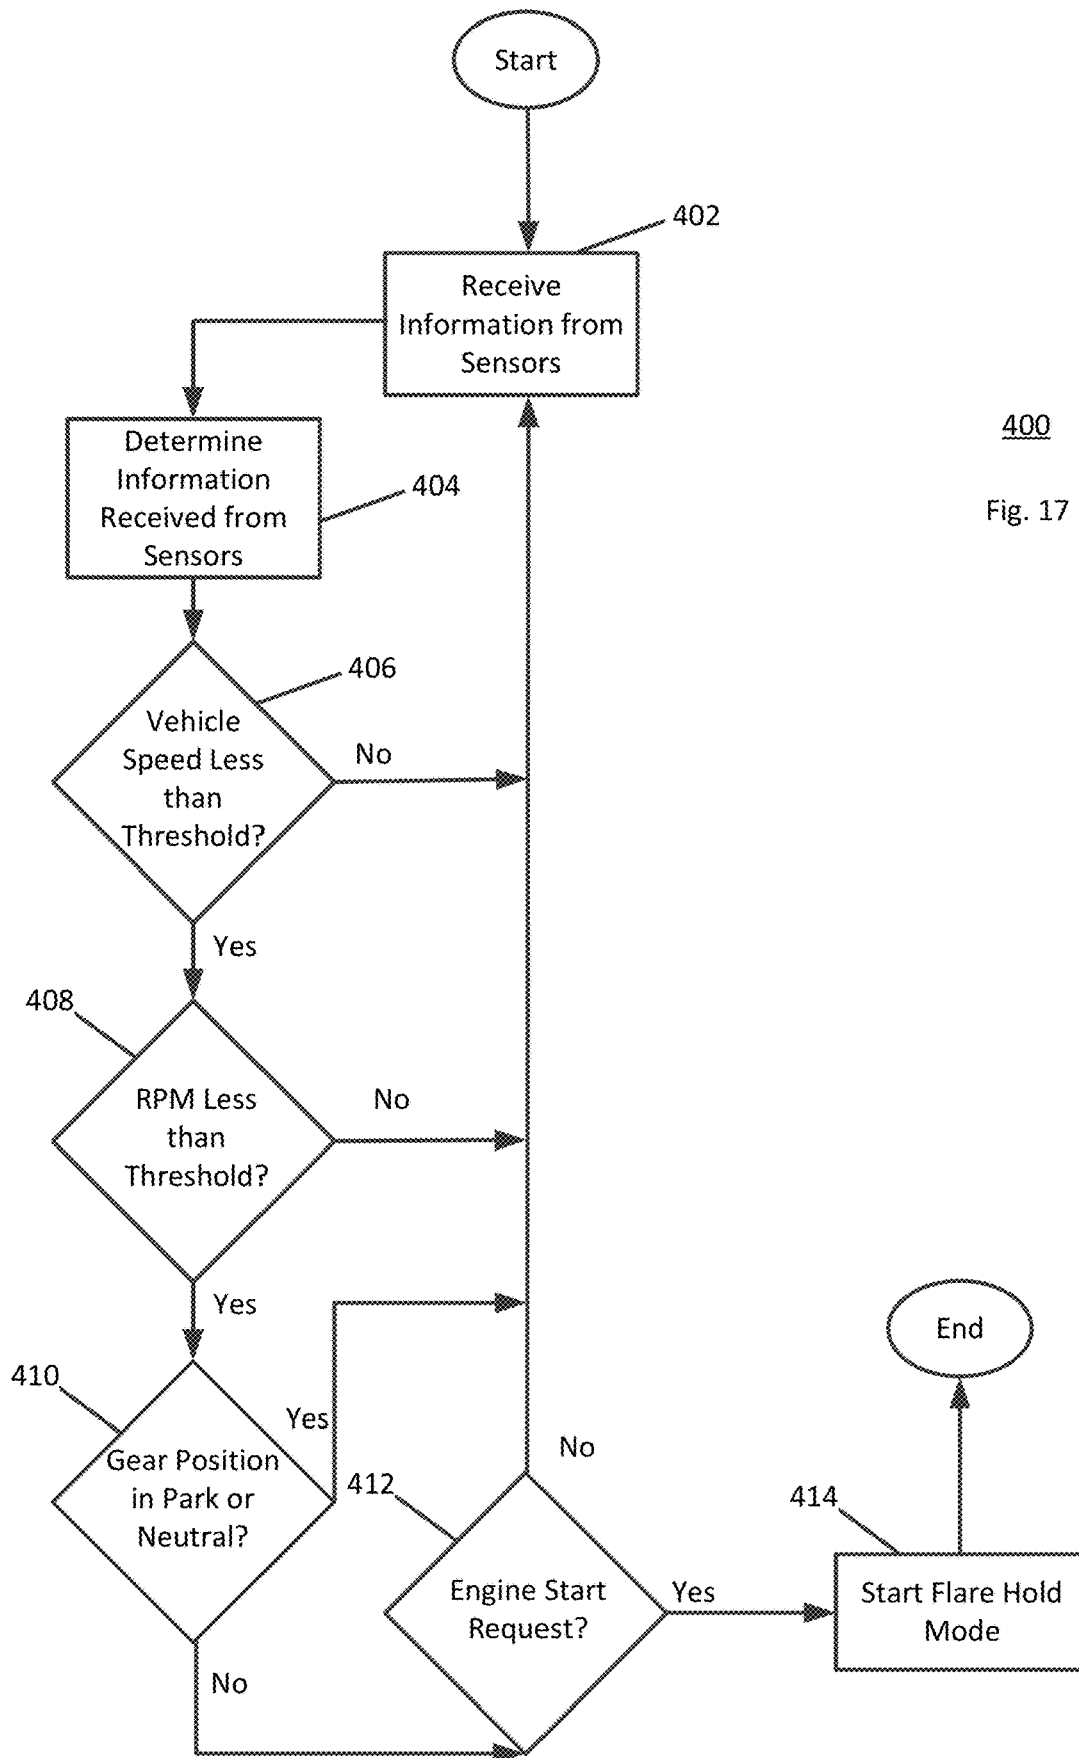 Start
402
Receive
Information from
Sensors
400
Fig. 17
Determine
Information
Received from
Sensors
404
406
Vehicle
Speed Less
than
Threshold?
No
Yes
408
RPM Less
than
Threshold?
No
Yes
410
Gear Position
in Park or
Neutral?
Yes
No
412
Engine Start
Request?
No
Yes
414
Start Flare Hold
Mode
End